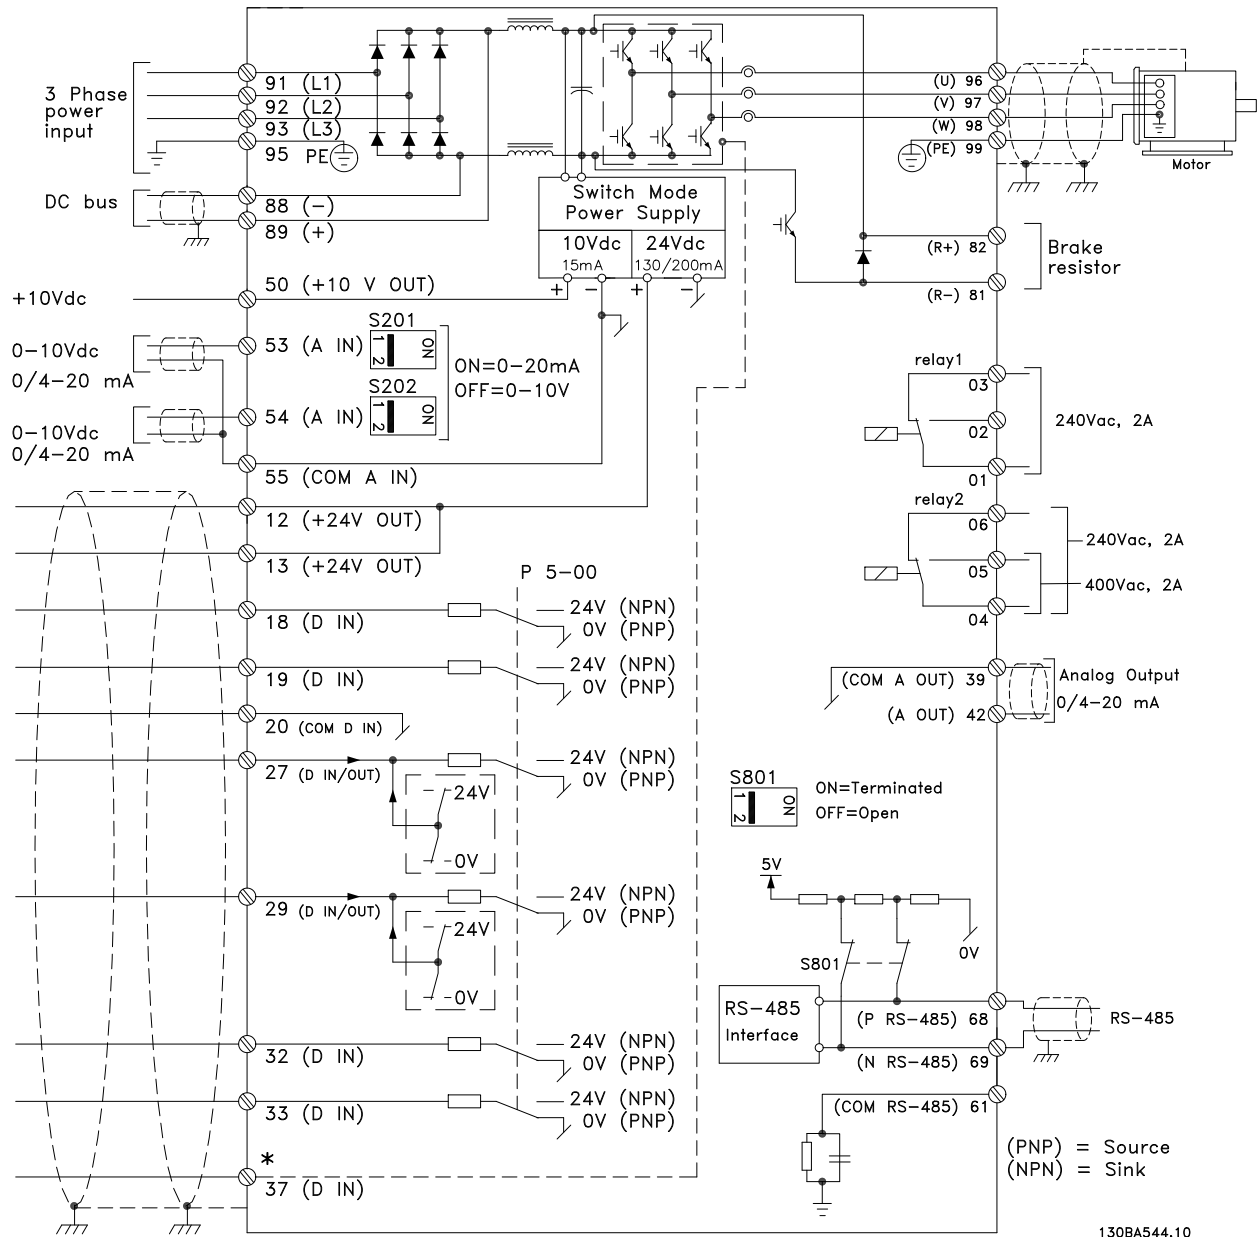 3 Phase
power
input
91 (L1)
92 (L2)
93 (L3)
95 PE
DC bus
88 (−)
89 (+)
+10Vdc
50 (+10 V OUT)
0−10Vdc
0/4−20 mA
53 (A IN)
S201
1 2
ON
ON=0−20mA
OFF=0−10V
S202
1 2
ON
0−10Vdc
0/4−20 mA
54 (A IN)
55 (COM A IN)
12 (+24V OUT)
13 (+24V OUT)
Switch Mode
Power Supply
10Vdc
15mA
24Vdc
130/200mA
+ − + −
(U) 96
(V) 97
(W) 98
(PE) 99
Motor
(R+) 82
(R−) 81
Brake
resistor
relay1
03
02
01
240Vac, 2A
relay2
06
05
04
240Vac, 2A
400Vac, 2A
P 5−00
18 (D IN)
24V (NPN)
0V (PNP)
19 (D IN)
24V (NPN)
0V (PNP)
20 (COM D IN)
27 (D IN/OUT)
24V (NPN)
0V (PNP)
24V
0V
29 (D IN/OUT)
24V (NPN)
0V (PNP)
24V
0V
32 (D IN)
24V (NPN)
0V (PNP)
33 (D IN)
24V (NPN)
0V (PNP)
*
37 (D IN)
(COM A OUT) 39
(A OUT) 42
Analog Output
0/4−20 mA
S801
1 2
ON
ON=Terminated
OFF=Open
5V
S801
0V
RS−485
Interface
(P RS−485) 68
(N RS−485) 69
RS−485
(COM RS−485) 61
(PNP) = Source
(NPN) = Sink
130BA544.10